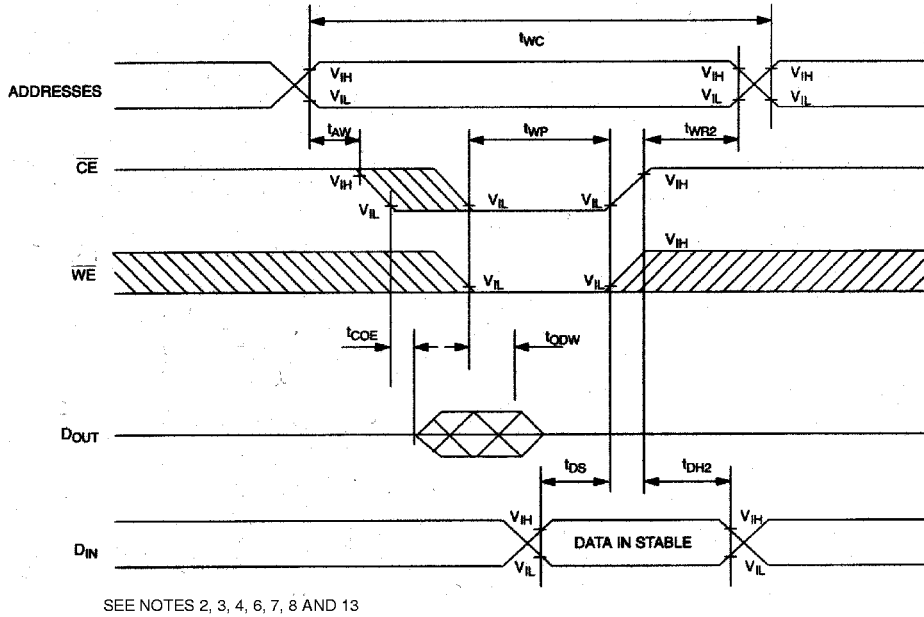 tWC
VIH VIH VIH
ADDRESSES
VIL VIL VIL
tAW tWP tWR2
CE
VIH VIH
VIL VIL VIL
VIH
WE
VIL VIL
tCOE tODW
DOUT
tDS tDH2
VIH VIH
DIN DATA IN STABLE
VIL
SEE NOTES 2, 3, 4, 6, 7, 8 AND 13